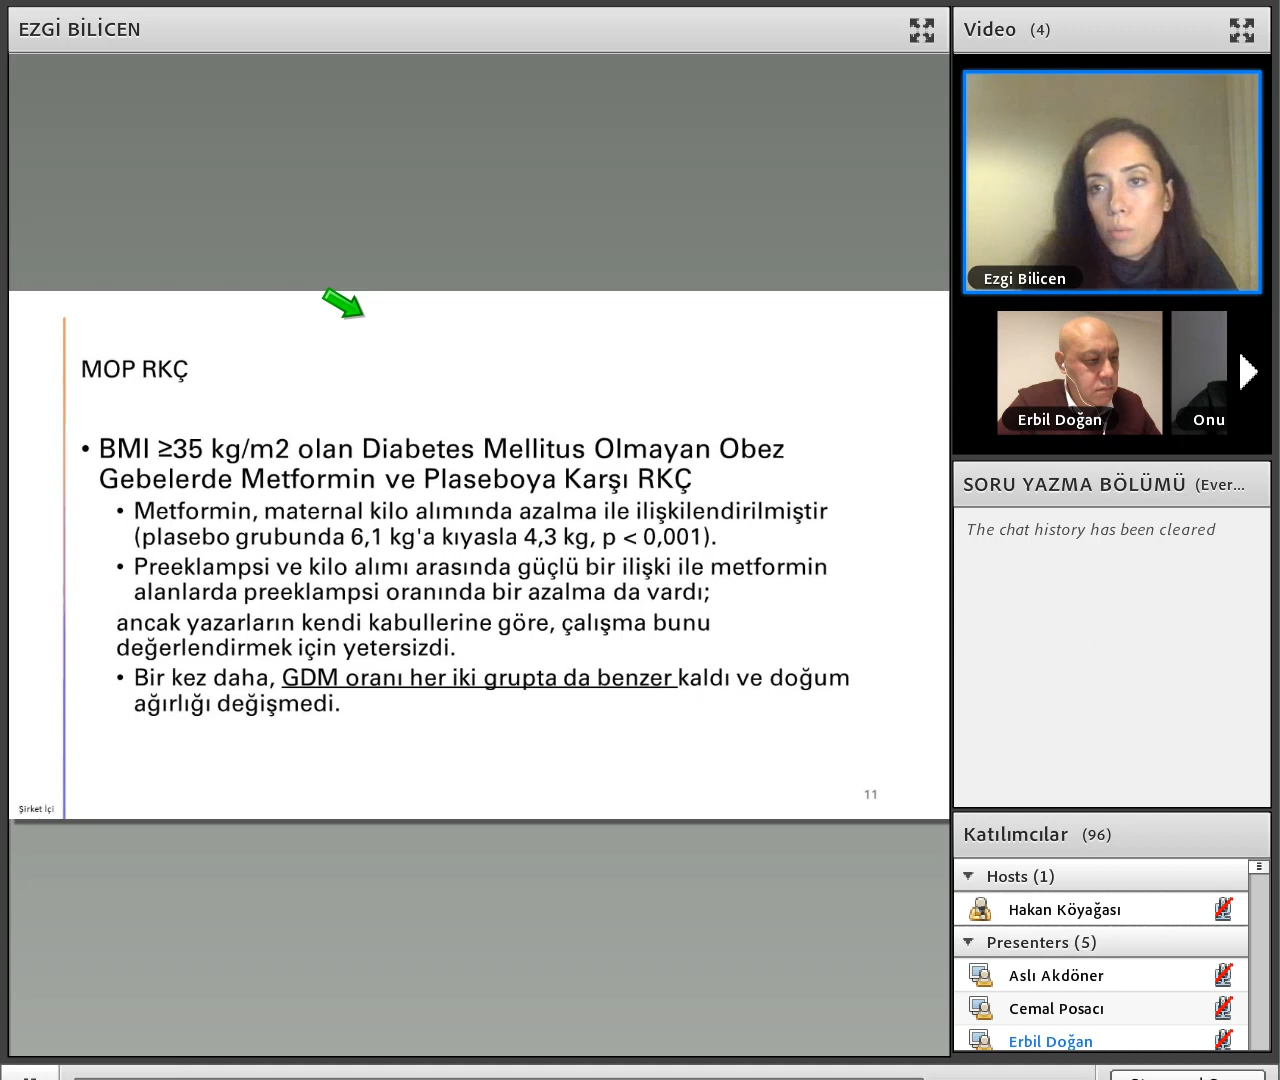 EZGİ BİLİCEN
MOP RKÇ
• BMI ≥35 kg/m2 olan Diabetes Mellitus Olmayan Obez
Gebelerde Metformin ve Plaseboya Karşı RKÇ
• Metformin, maternal kilo alımında azalma ile ilişkilendirilmiştir
(plasebo grubunda 6,1 kg'a kıyasla 4,3 kg, p < 0,001).
• Preeklampsi ve kilo alımı arasında güçlü bir ilişki ile metformin
alanlarda preeklampsi oranında bir azalma da vardı;
ancak yazarların kendi kabullerine göre, çalışma bunu
değerlendirmek için yetersizdi.
• Bir kez daha, GDM oranı her iki grupta da benzer kaldı ve doğum
ağırlığı değişmedi.
11
Şirket İçi
Video (4)
Ezgi Bilicen
Erbil Doğan
Onu
SORU YAZMA BÖLÜMÜ (Ever...
The chat history has been cleared
Katılımcılar (96)
Hosts (1)
Hakan Köyağası
Presenters (5)
Aslı Akdöner
Cemal Posacı
Erbil Doğan